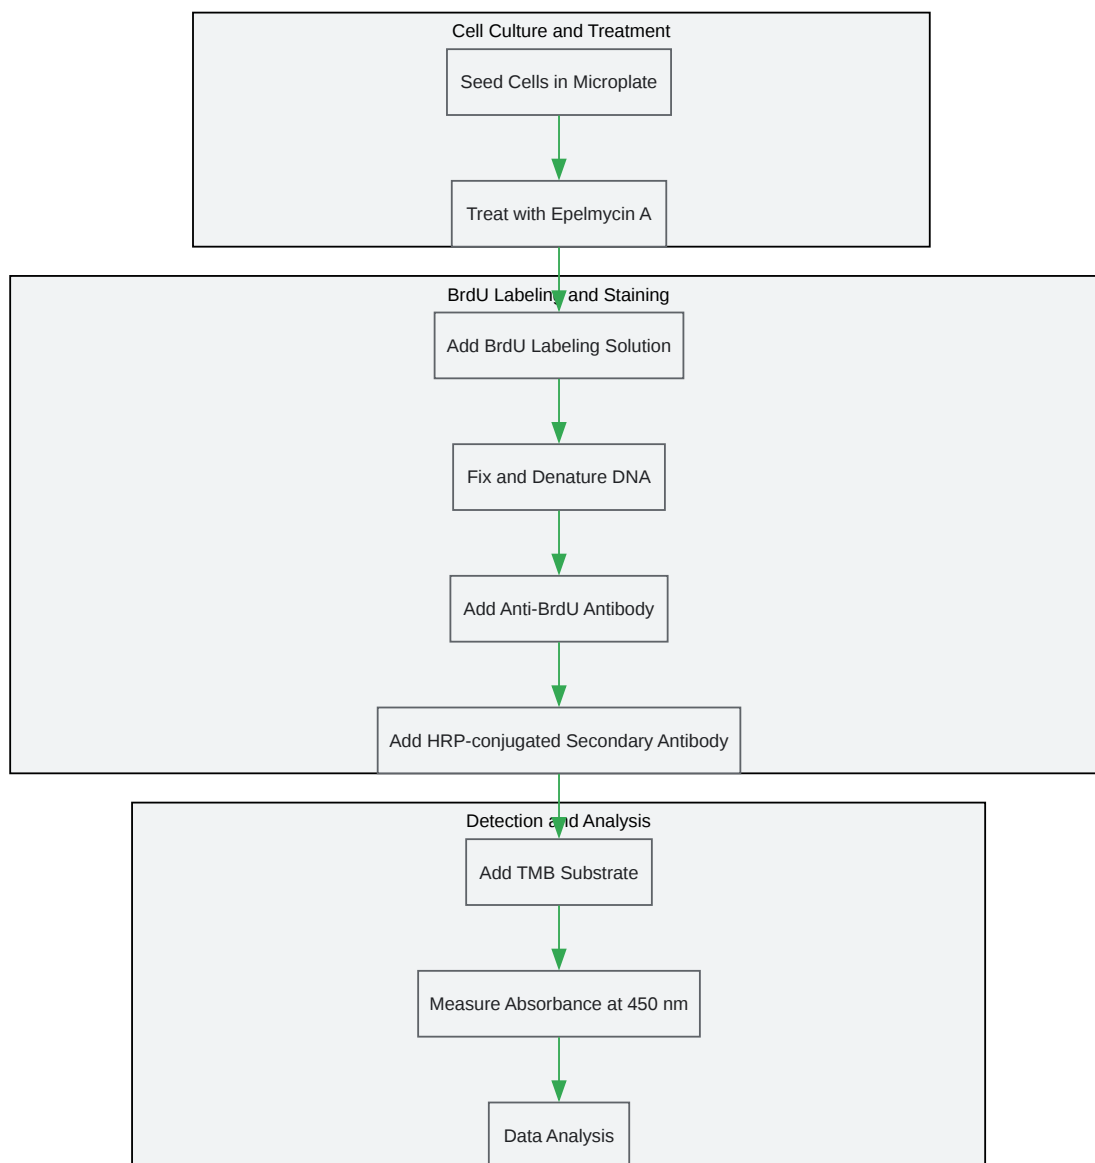 Cell Culture and Treatment
Seed Cells in Microplate
Treat with Epelmycin A
BrdU Labeling and Staining
Add BrdU Labeling Solution
Fix and Denature DNA
Add Anti-BrdU Antibody
Add HRP-conjugated Secondary Antibody
Detection and Analysis
Add TMB Substrate
Measure Absorbance at 450 nm
Data Analysis